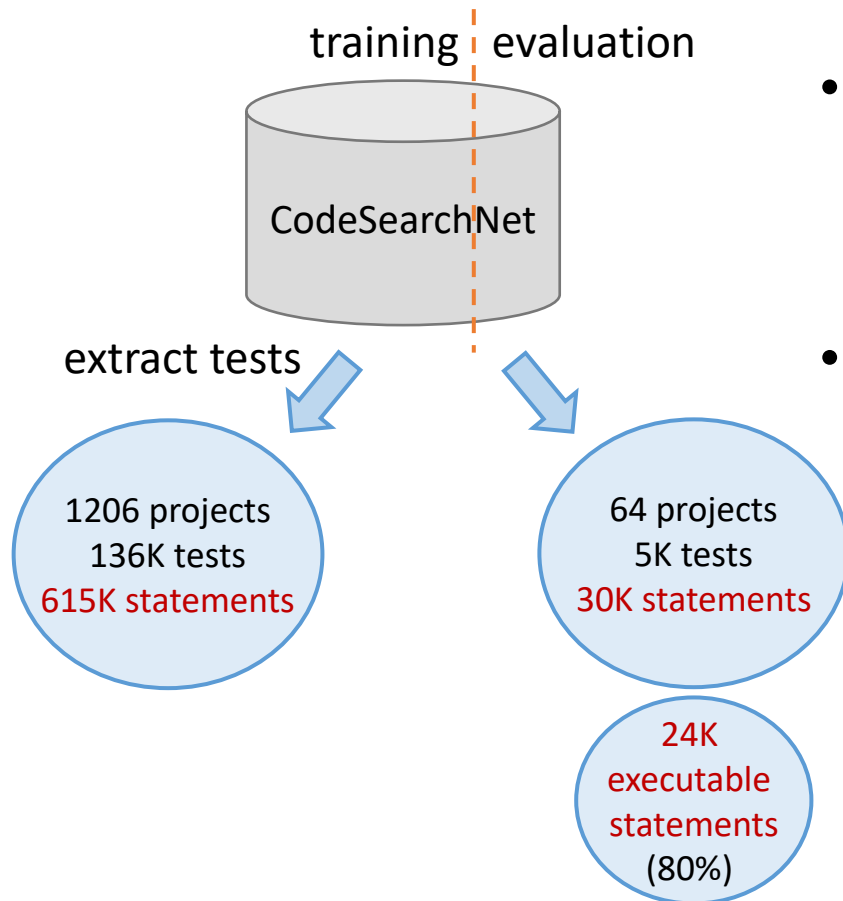 training evaluation
CodeSearchNet
extract tests
1206 projects
136K tests
615K statements
64 projects
5K tests
30K statements
24K
executable
statements
(80%)